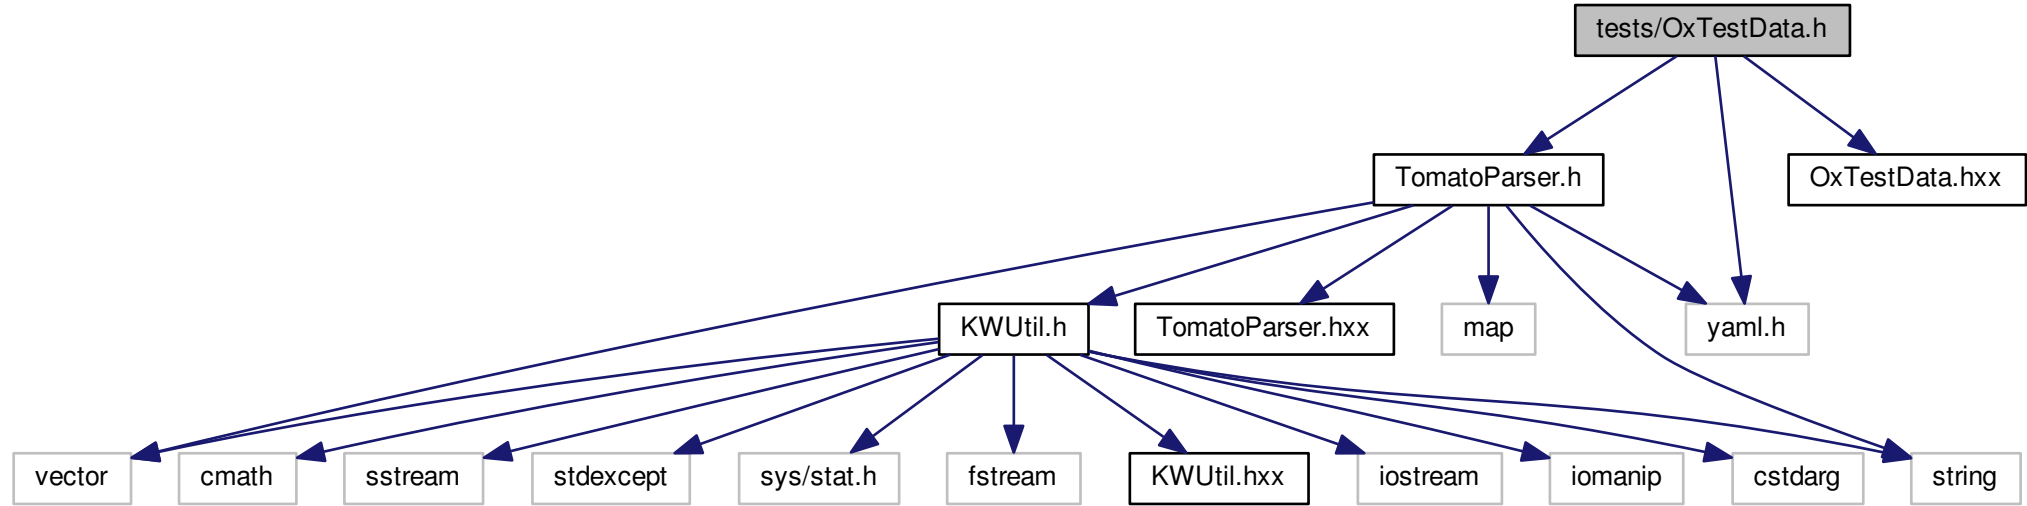 tests/OxTestData.h
TomatoParser.h
OxTestData.hxx
KWUtil.h
TomatoParser.hxx
map
yaml.h
vector
cmath
sstream
stdexcept
sys/stat.h
fstream
KWUtil.hxx
iostream
iomanip
cstdarg
string